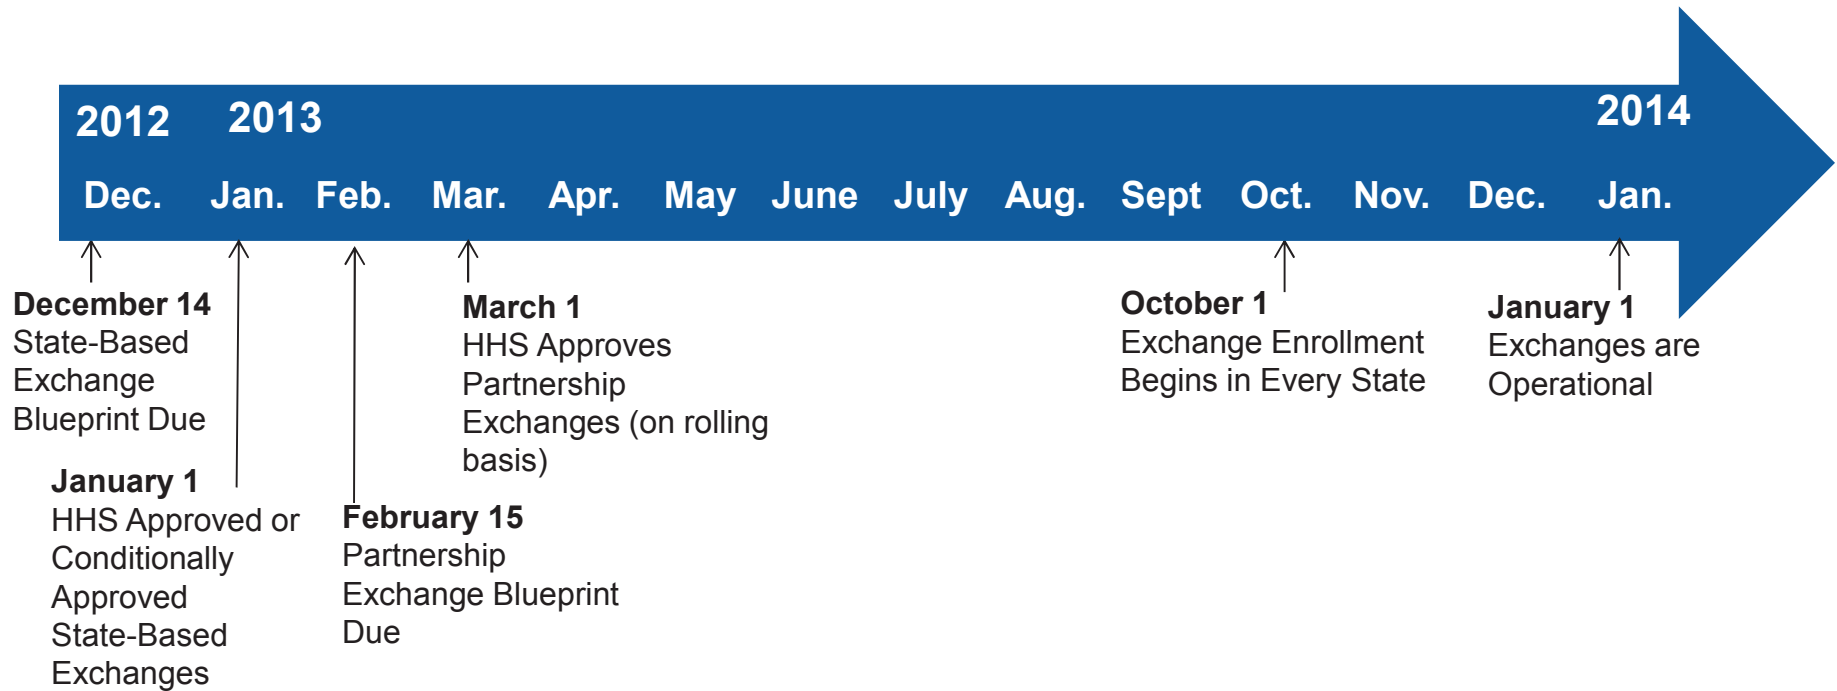 2012 2013 2014
Dec. Jan. Feb. Mar. Apr. May June July Aug. Sept Oct. Nov. Dec. Jan.
December 14
State-Based
Exchange
Blueprint Due
January 1
HHS Approved or
Conditionally
Approved
State-Based
Exchanges
February 15
Partnership
Exchange Blueprint
Due
March 1
HHS Approves
Partnership
Exchanges (on rolling
basis)
October 1
Exchange Enrollment
Begins in Every State
January 1
Exchanges are
Operational